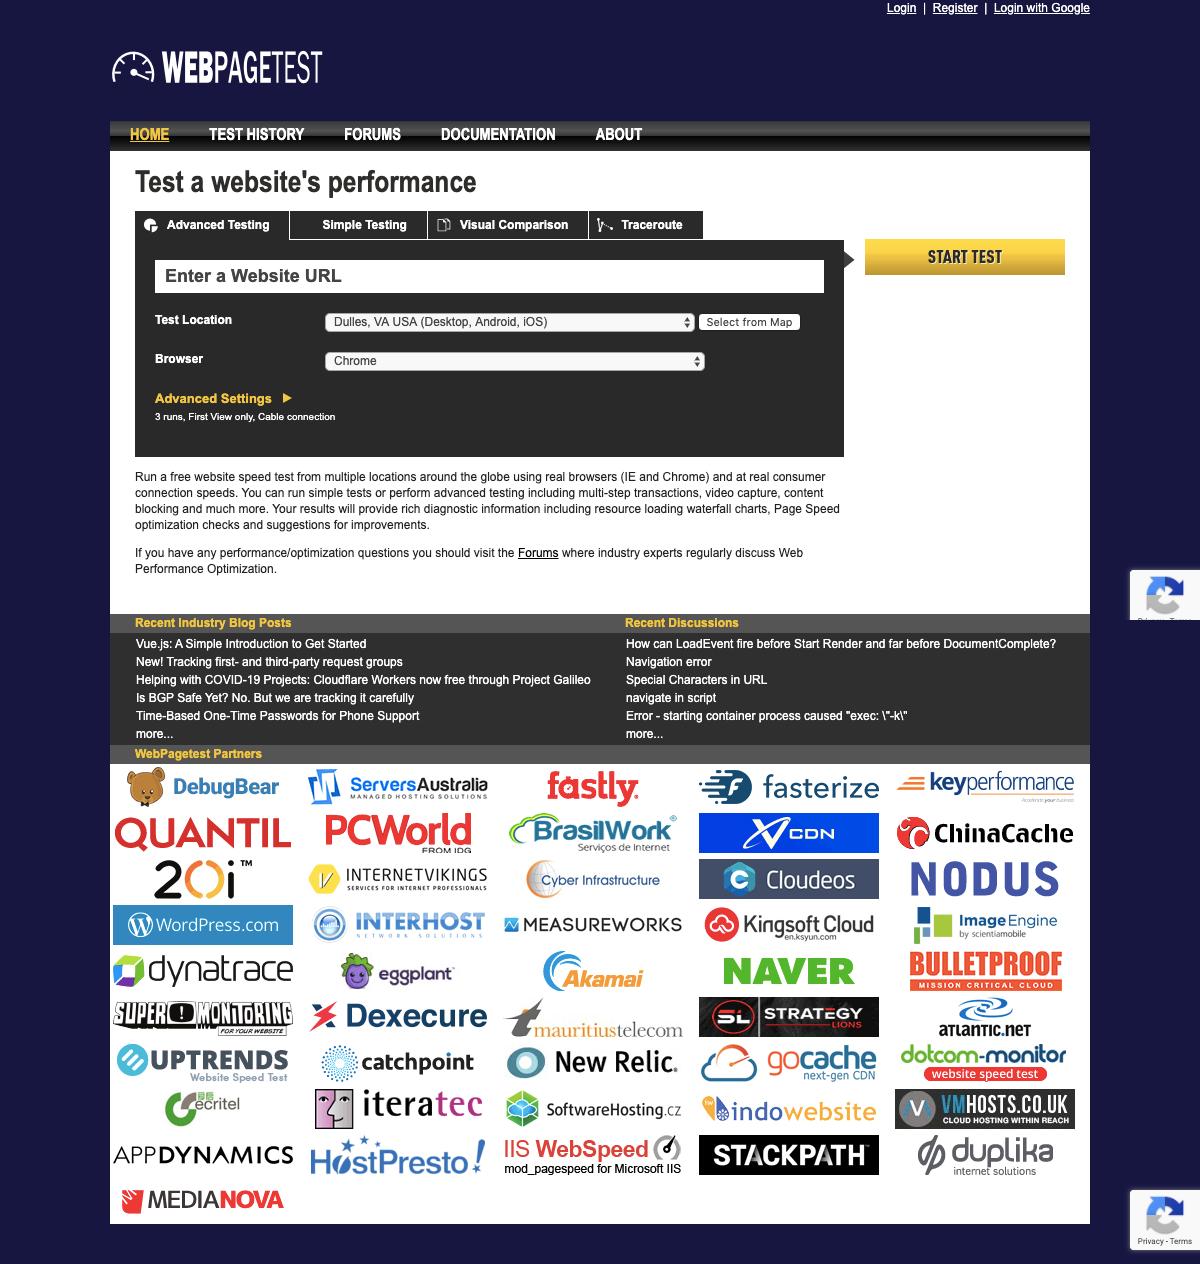 Login | Register | Login with Google
WEBPAGETEST
HOME TEST HISTORY FORUMS DOCUMENTATION ABOUT
Test a website's performance
Advanced Testing Simple Testing Visual Comparison Traceroute
START TEST
Enter a Website URL
Test Location Dulles, VA USA (Desktop, Android, iOS) Select from Map
Browser Chrome
Advanced Settings
3 runs, First View only, Cable connection
Run a free website speed test from multiple locations around the globe using real browsers (IE and Chrome) and at real consumer
connection speeds. You can run simple tests or perform advanced testing including multi-step transactions, video capture, content
blocking and much more. Your results will provide rich diagnostic information including resource loading waterfall charts, Page Speed
optimization checks and suggestions for improvements.
If you have any performance/optimization questions you should visit the Forums where industry experts regularly discuss Web
Performance Optimization.
Recent Industry Blog Posts
Vue.js: A Simple Introduction to Get Started
New! Tracking first- and third-party request groups
Helping with COVID-19 Projects: Cloudflare Workers now free through Project Galileo
Is BGP Safe Yet? No. But we are tracking it carefully
Time-Based One-Time Passwords for Phone Support
more...
Recent Discussions
How can LoadEvent fire before Start Render and far before DocumentComplete?
Navigation error
Special Characters in URL
navigate in script
Error - starting container process caused "exec: \"-k\"
more...
WebPagetest Partners
DebugBear
ServersAustralia
MANAGED HOSTING SOLUTIONS
fastly
fasterize
keyperformance
Accelerate your business
QUANTIL
PCWorld
FROM IDG
BrasilWork
Serviços de Internet
CDN
ChinaCache
20i™
INTERNETVIKINGS
SERVICES FOR INTERNET PROFESSIONALS
Cyber Infrastructure
Cloudeos
NODUS
WordPress.com
INTERHOST
NETWORK SOLUTIONS
MEASUREWORKS
Kingsoft Cloud
en.ksyun.com
ImageEngine
by scientiamobile
dynatrace
eggplant
Akamai
NAVER
BULLETPROOF
MISSION CRITICAL CLOUD
SUPER MONITORING
FOR YOUR WEBSITE
Dexecure
mauritiustelecom
SL STRATEGY
LIONS
ATLANTIC.NET
UPTRENDS
Website Speed Test
catchpoint
New Relic.
gocache
next-gen CDN
dotcom-monitor
website speed test
ecritel
iteratec
SoftwareHosting.cz
indowebsite
V VMHOSTS.CO.UK
CLOUD HOSTING WITHIN REACH
APPDYNAMICS
HostPresto!
IIS WebSpeed
mod_pagespeed for Microsoft IIS
STACKPATH
duplika
internet solutions
MEDIANOVA
Privacy - Terms